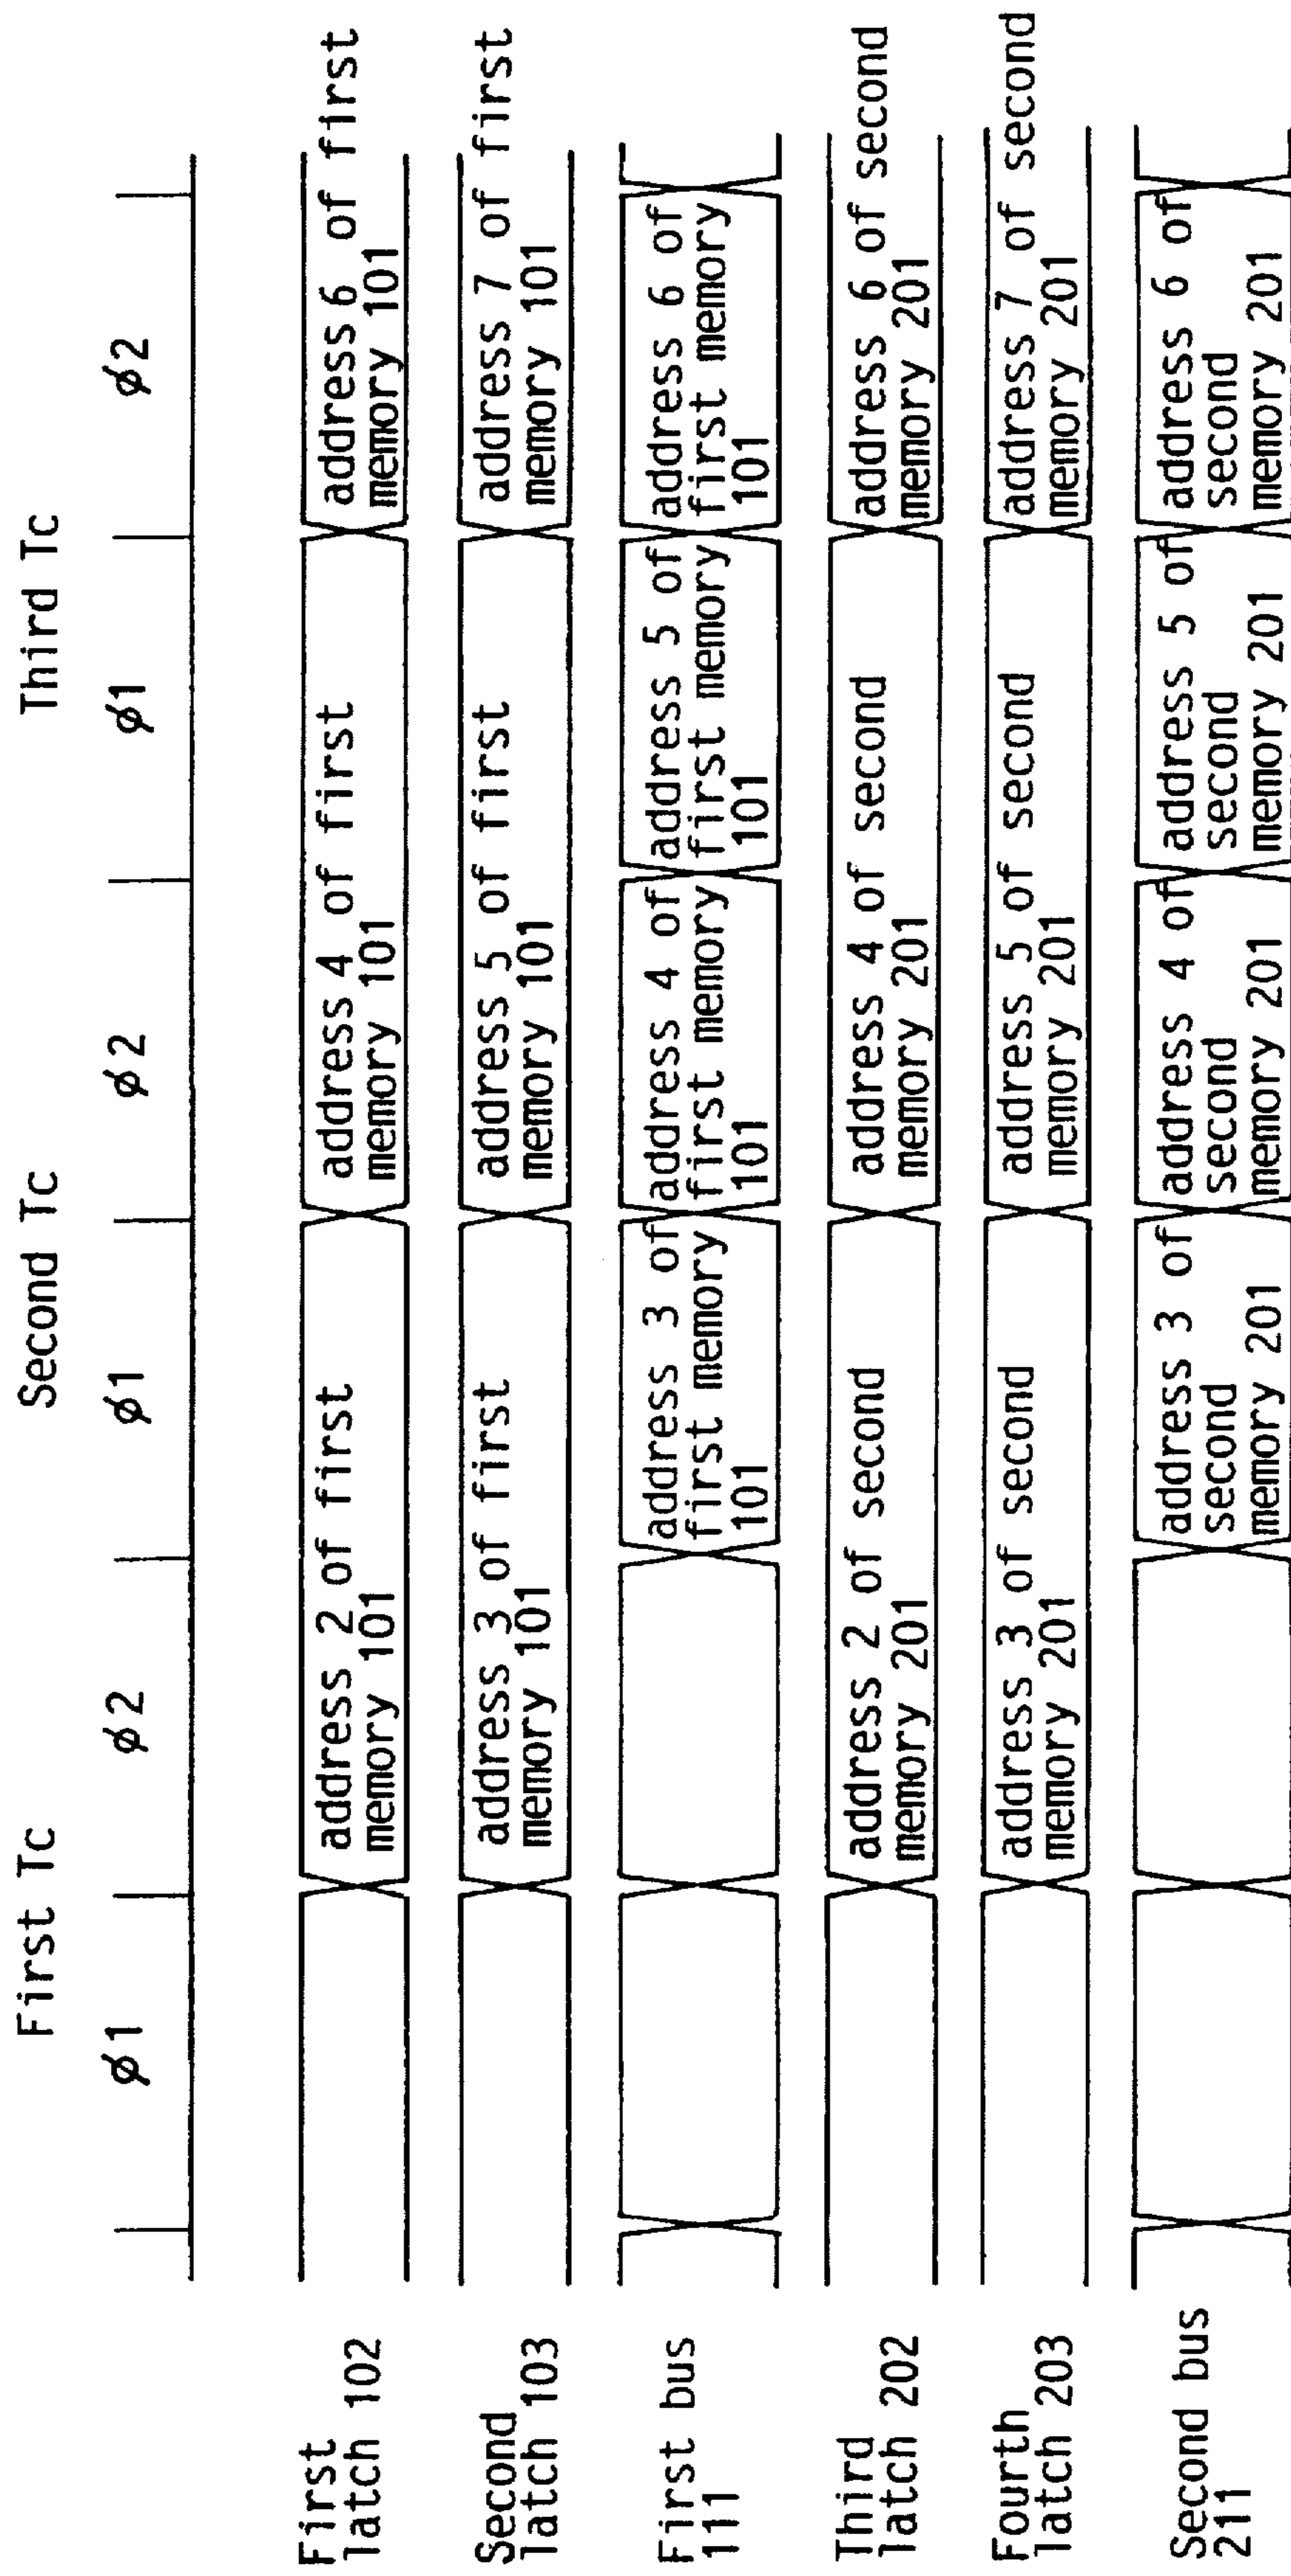 First Tc
Second Tc
Third Tc
ø1
ø2
ø1
ø2
ø1
ø2
First
latch 102
address 2 of first
memory 101
address 4 of first
memory 101
address 6 of first
memory 101
Second
latch 103
address 3 of first
memory 101
address 5 of first
memory 101
address 7 of first
memory 101
First bus
111
address 3 of
first memory
101
address 4 of
first memory
101
address 5 of
first memory
101
address 6 of
first memory
101
Third
latch 202
address 2 of second
memory 201
address 4 of second
memory 201
address 6 of second
memory 201
Fourth
latch 203
address 3 of second
memory 201
address 5 of second
memory 201
address 7 of second
memory 201
Second bus
211
address 3 of
second
memory 201
address 4 of
second
memory 201
address 5 of
second
memory 201
address 6 of
second
memory 201